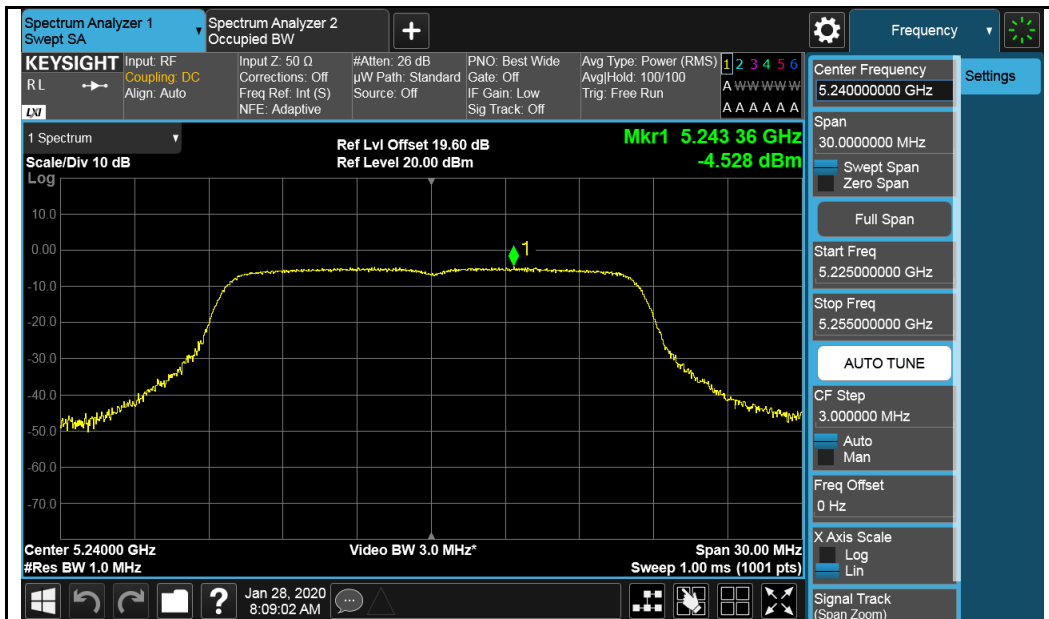 Spectrum Analyzer 1
Swept SA
Spectrum Analyzer 2
Occupied BW
Frequency
KEYSIGHT
R L
LXI
Input: RF
Coupling: DC
Align: Auto
Input Z: 50 Ω
Corrections: Off
Freq Ref: Int (S)
NFE: Adaptive
#Atten: 26 dB
µW Path: Standard
Source: Off
PNO: Best Wide
Gate: Off
IF Gain: Low
Sig Track: Off
Avg Type: Power (RMS)
Avg|Hold: 100/100
Trig: Free Run
1 2 3 4 5 6
A W W W W W
A A A A A A
1 Spectrum
Scale/Div 10 dB
Log
Ref Lvl Offset 19.60 dB
Ref Level 20.00 dBm
Mkr1 5.243 36 GHz
-4.528 dBm
10.0
0.00
-10.0
-20.0
-30.0
-40.0
-50.0
-60.0
-70.0
1
Center 5.24000 GHz
#Res BW 1.0 MHz
Video BW 3.0 MHz*
Span 30.00 MHz
Sweep 1.00 ms (1001 pts)
Center Frequency
5.240000000 GHz
Span
30.0000000 MHz
Swept Span
Zero Span
Full Span
Start Freq
5.225000000 GHz
Stop Freq
5.255000000 GHz
AUTO TUNE
CF Step
3.000000 MHz
Auto
Man
Freq Offset
0 Hz
X Axis Scale
Log
Lin
Signal Track
(Span Zoom)
Settings
?
Jan 28, 2020
8:09:02 AM